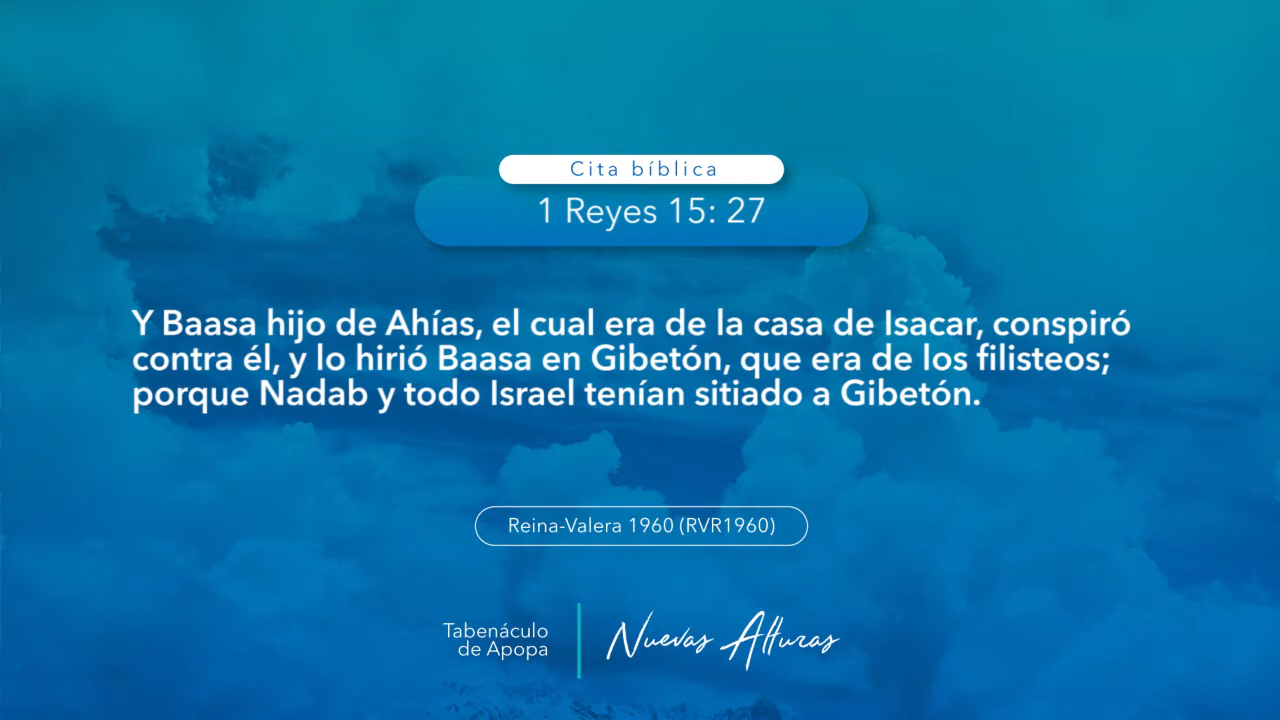 Cita bíblica
1 Reyes 15: 27
Y Baasa hijo de Ahías, el cual era de la casa de Isacar, conspiró
contra él, y lo hirió Baasa en Gibetón, que era de los filisteos;
porque Nadab y todo Israel tenían sitiado a Gibetón.
Reina-Valera 1960 (RVR1960)
Tabenáculo
de Apopa
Nuevas Alturas